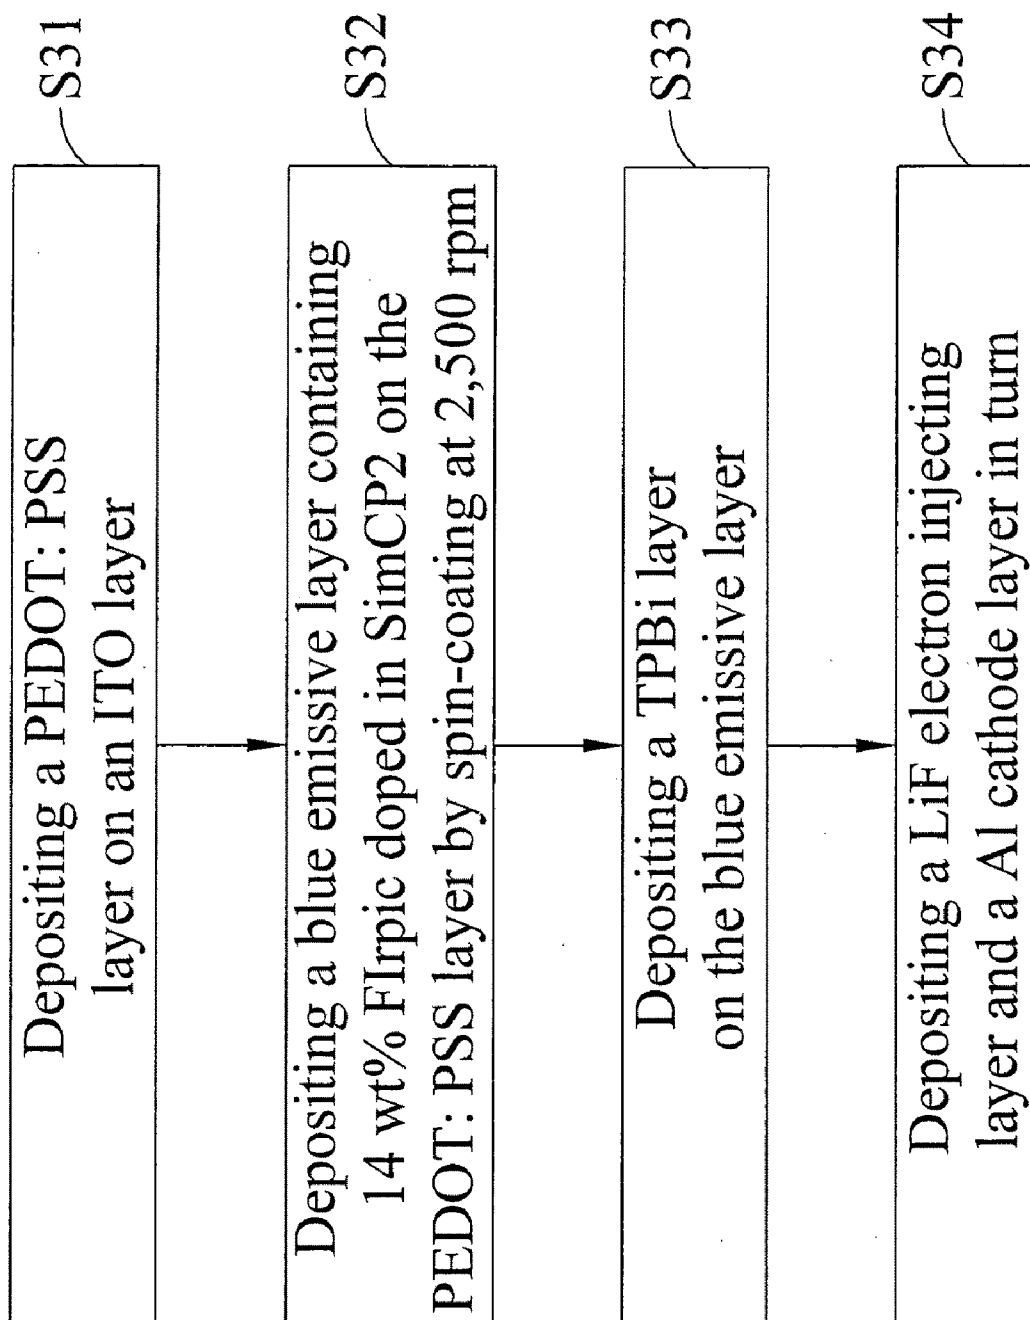 Depositing a PEDOT: PSS
layer on an ITO layer
S31
Depositing a blue emissive layer containing
14 wt% FIrpic doped in SimCP2 on the
PEDOT: PSS layer by spin-coating at 2,500 rpm
S32
Depositing a TPBi layer
on the blue emissive layer
S33
Depositing a LiF electron injecting
layer and a Al cathode layer in turn
S34